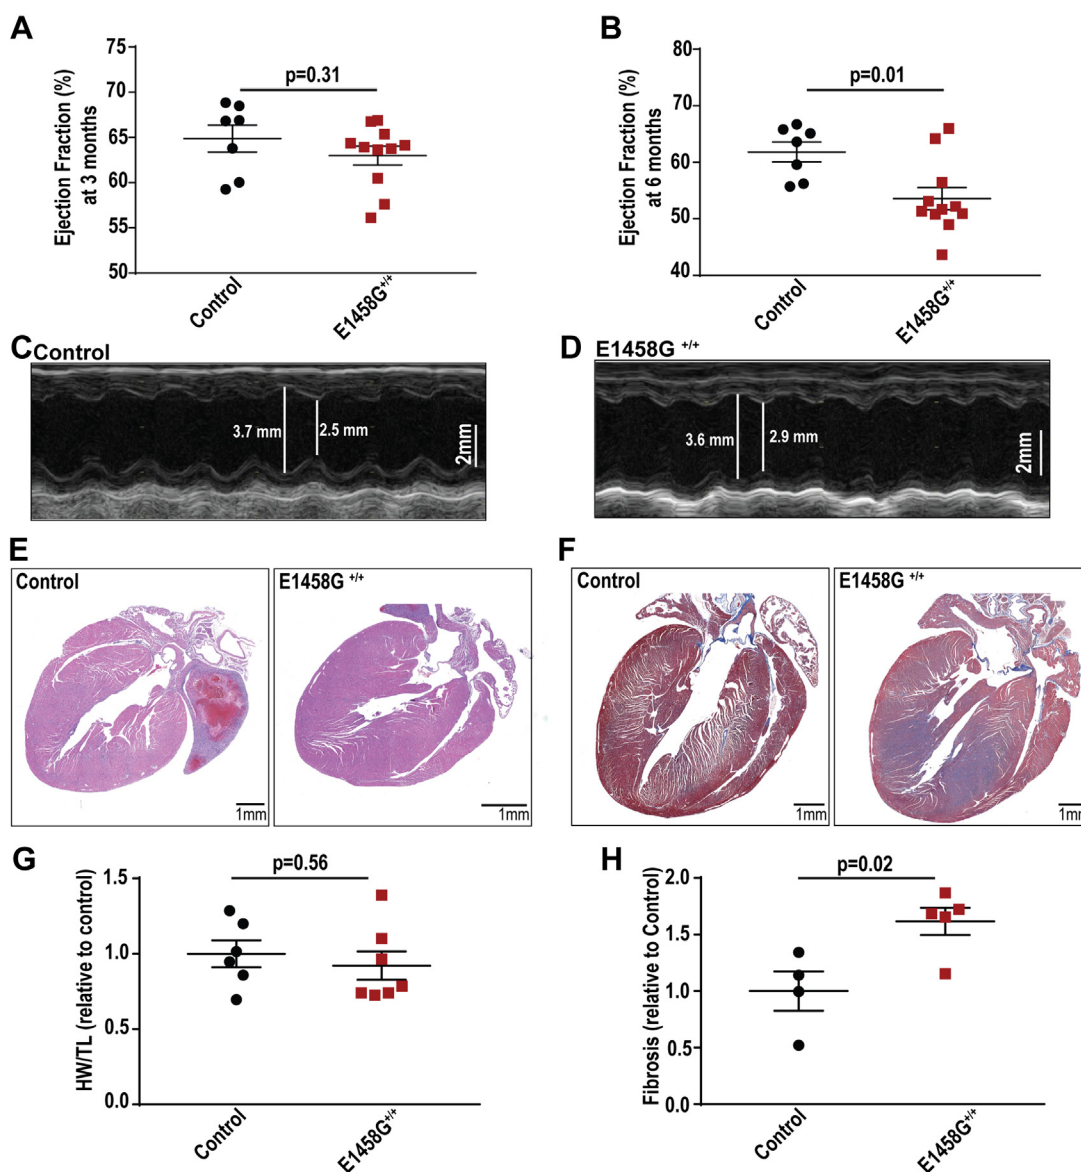 A
Ejection Fraction (%)
at 3 months
75
70
65
60
55
50
p=0.31
Control
E1458G+/+
B
Ejection Fraction (%)
at 6 months
80
70
60
50
40
p=0.01
Control
E1458G+/+
C Control
3.7 mm
2.5 mm
2mm
D E1458G +/+
3.6 mm
2.9 mm
2mm
E
Control
1mm
E1458G +/+
1mm
F
Control
1mm
E1458G +/+
1mm
G
HW/TL (relative to control)
1.5
1.0
0.5
0.0
p=0.56
Control
E1458G+/+
H
Fibrosis (relative to Control)
2.0
1.5
1.0
0.5
0.0
p=0.02
Control
E1458G+/+